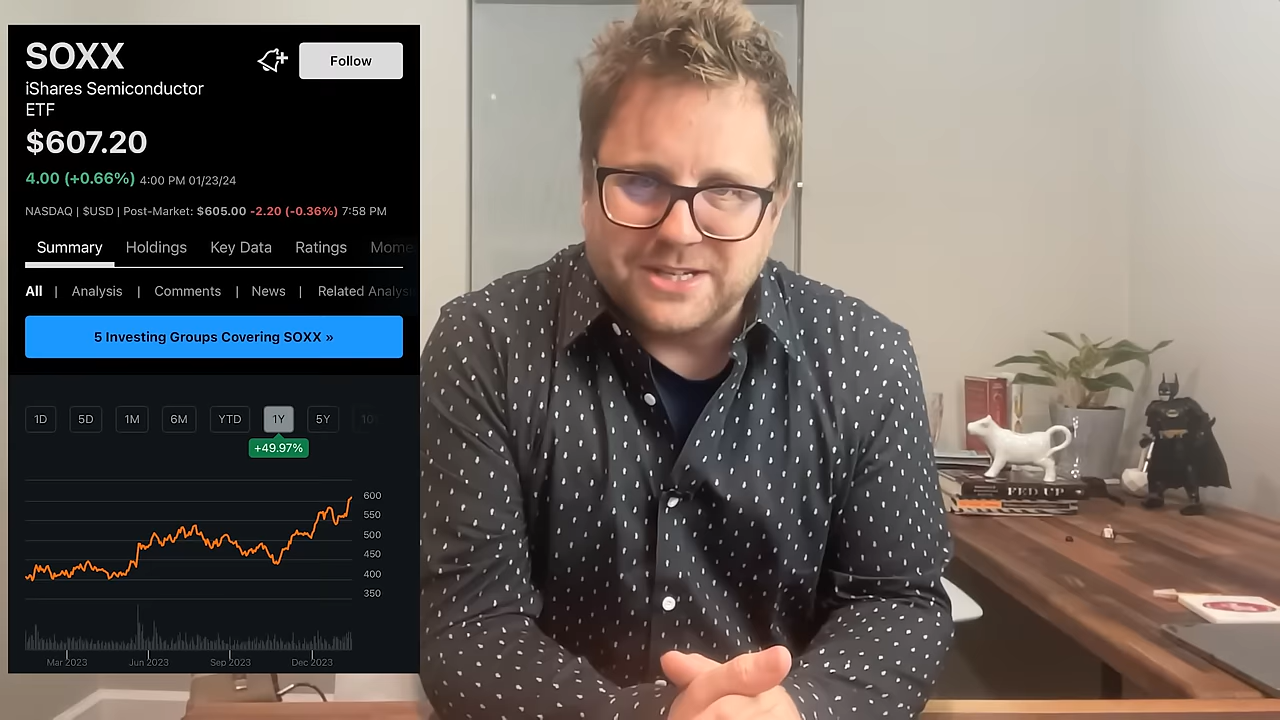 SOXX
Follow
iShares Semiconductor
ETF
$607.20
4.00 (+0.66%) 4:00 PM 01/23/24
NASDAQ | $USD | Post-Market: $605.00 -2.20 (-0.36%) 7:58 PM
Summary Holdings Key Data Ratings
All | Analysis | Comments | News | Related
5 Investing Groups Covering SOXX »
1D 5D 1M 6M YTD 1Y 5Y
+49.97%
600
550
500
450
400
350
Mar 2023 Jun 2023 Sep 2023 Dec 2023
FED UP